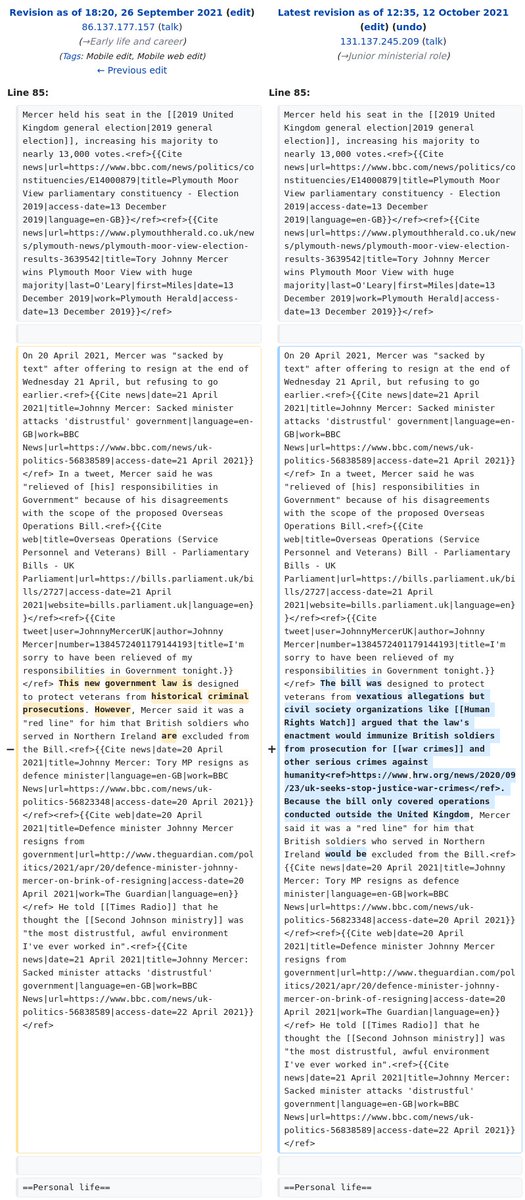 Revision as of 18:20, 26 September 2021 (edit)
86.137.177.157 (talk)
(→Early life and career)
(Tags: Mobile edit, Mobile web edit)
← Previous edit
Latest revision as of 12:35, 12 October 2021
(edit) (undo)
131.137.245.209 (talk)
(→Junior ministerial role)
Line 85:
Mercer held his seat in the [[2019 United
Kingdom general election|2019 general
election]], increasing his majority to
nearly 13,000 votes.<ref>{{Cite
news|url=https://www.bbc.com/news/politics/co
nstituencies/E14000879|title=Plymouth Moor
View parliamentary constituency - Election
2019|access-date=13 December
2019|language=en-GB}}</ref><ref>{{Cite
news|url=https://www.plymouthherald.co.uk/new
s/plymouth-news/plymouth-moor-view-election-
results-3639542|title=Tory Johnny Mercer
wins Plymouth Moor View with huge
majority|last=O'Leary|first=Miles|date=13
December 2019|work=Plymouth Herald|access-
date=13 December 2019}}</ref>
−
On 20 April 2021, Mercer was "sacked by
text" after offering to resign at the end of
Wednesday 21 April, but refusing to go
earlier.<ref>{{Cite news|date=21 April
2021|title=Johnny Mercer: Sacked minister
attacks 'distrustful' government|language=en-
GB|work=BBC
News|url=https://www.bbc.com/news/uk-
politics-56838589|access-date=21 April 2021}}
</ref> In a tweet, Mercer said he was
"relieved of [his] responsibilities in
Government" because of his disagreements
with the scope of the proposed Overseas
Operations Bill.<ref>{{Cite
web|title=Overseas Operations (Service
Personnel and Veterans) Bill - Parliamentary
Bills - UK
Parliament|url=https://bills.parliament.uk/bi
lls/2727|access-date=21 April
2021|website=bills.parliament.uk|language=en}
}</ref><ref>{{Cite
tweet|user=JohnnyMercerUK|author=Johnny
Mercer|number=1384572401179144193|title=I'm
sorry to have been relieved of my
responsibilities in Government tonight.}}
</ref> This new government law is designed
to protect veterans from historical criminal
prosecutions. However, Mercer said it was a
"red line" for him that British soldiers who
served in Northern Ireland are excluded from
the Bill.<ref>{{Cite news|date=20 April
2021|title=Johnny Mercer: Tory MP resigns as
defence minister|language=en-GB|work=BBC
News|url=https://www.bbc.com/news/uk-
politics-56823348|access-date=20 April 2021}}
</ref><ref>{{Cite web|date=20 April
2021|title=Defence minister Johnny Mercer
resigns from
government|url=http://www.theguardian.com/pol
itics/2021/apr/20/defence-minister-johnny-
mercer-on-brink-of-resigning|access-date=20
April 2021|work=The Guardian|language=en}}
</ref> He told [[Times Radio]] that he
thought the [[Second Johnson ministry]] was
"the most distrustful, awful environment
I've ever worked in".<ref>{{Cite
news|date=21 April 2021|title=Johnny Mercer:
Sacked minister attacks 'distrustful'
government|language=en-GB|work=BBC
News|url=https://www.bbc.com/news/uk-
politics-56838589|access-date=22 April 2021}}
</ref>
==Personal life==
Line 85:
Mercer held his seat in the [[2019 United
Kingdom general election|2019 general
election]], increasing his majority to
nearly 13,000 votes.<ref>{{Cite
news|url=https://www.bbc.com/news/politics/co
nstituencies/E14000879|title=Plymouth Moor
View parliamentary constituency - Election
2019|access-date=13 December
2019|language=en-GB}}</ref><ref>{{Cite
news|url=https://www.plymouthherald.co.uk/new
s/plymouth-news/plymouth-moor-view-election-
results-3639542|title=Tory Johnny Mercer
wins Plymouth Moor View with huge
majority|last=O'Leary|first=Miles|date=13
December 2019|work=Plymouth Herald|access-
date=13 December 2019}}</ref>
+
On 20 April 2021, Mercer was "sacked by
text" after offering to resign at the end of
Wednesday 21 April, but refusing to go
earlier.<ref>{{Cite news|date=21 April
2021|title=Johnny Mercer: Sacked minister
attacks 'distrustful' government|language=en-
GB|work=BBC
News|url=https://www.bbc.com/news/uk-
politics-56838589|access-date=21 April 2021}}
</ref> In a tweet, Mercer said he was
"relieved of [his] responsibilities in
Government" because of his disagreements
with the scope of the proposed Overseas
Operations Bill.<ref>{{Cite
web|title=Overseas Operations (Service
Personnel and Veterans) Bill - Parliamentary
Bills - UK
Parliament|url=https://bills.parliament.uk/bi
lls/2727|access-date=21 April
2021|website=bills.parliament.uk|language=en}
}</ref><ref>{{Cite
tweet|user=JohnnyMercerUK|author=Johnny
Mercer|number=1384572401179144193|title=I'm
sorry to have been relieved of my
responsibilities in Government tonight.}}
</ref> The bill was designed to protect
veterans from vexatious allegations but
civil society organizations like [[Human
Rights Watch]] argued that the law's
enactment would immunize British soldiers
from prosecution for [[war crimes]] and
other serious crimes against
humanity<ref>https://www.hrw.org/news/2020/09
/23/uk-seeks-stop-justice-war-crimes</ref>.
Because the bill only covered operations
conducted outside the United Kingdom, Mercer
said it was a "red line" for him that
British soldiers who served in Northern
Ireland would be excluded from the Bill.<ref>
{{Cite news|date=20 April 2021|title=Johnny
Mercer: Tory MP resigns as defence
minister|language=en-GB|work=BBC
News|url=https://www.bbc.com/news/uk-
politics-56823348|access-date=20 April 2021}}
</ref><ref>{{Cite web|date=20 April
2021|title=Defence minister Johnny Mercer
resigns from
government|url=http://www.theguardian.com/pol
itics/2021/apr/20/defence-minister-johnny-
mercer-on-brink-of-resigning|access-date=20
April 2021|work=The Guardian|language=en}}
</ref> He told [[Times Radio]] that he
thought the [[Second Johnson ministry]] was
"the most distrustful, awful environment
I've ever worked in".<ref>{{Cite
news|date=21 April 2021|title=Johnny Mercer:
Sacked minister attacks 'distrustful'
government|language=en-GB|work=BBC
News|url=https://www.bbc.com/news/uk-
politics-56838589|access-date=22 April 2021}}
</ref>
==Personal life==